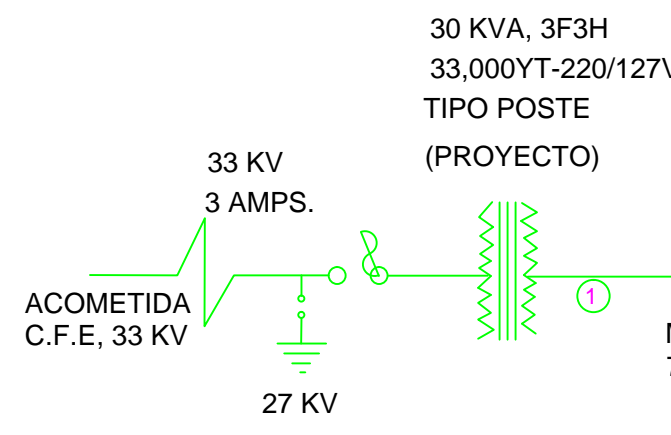 30 KVA, 3F3H
33,000YT-220/127V
TIPO POSTE
(PROYECTO)
33 KV
3 AMPS.
ACOMETIDA
C.F.E, 33 KV
1
27 KV